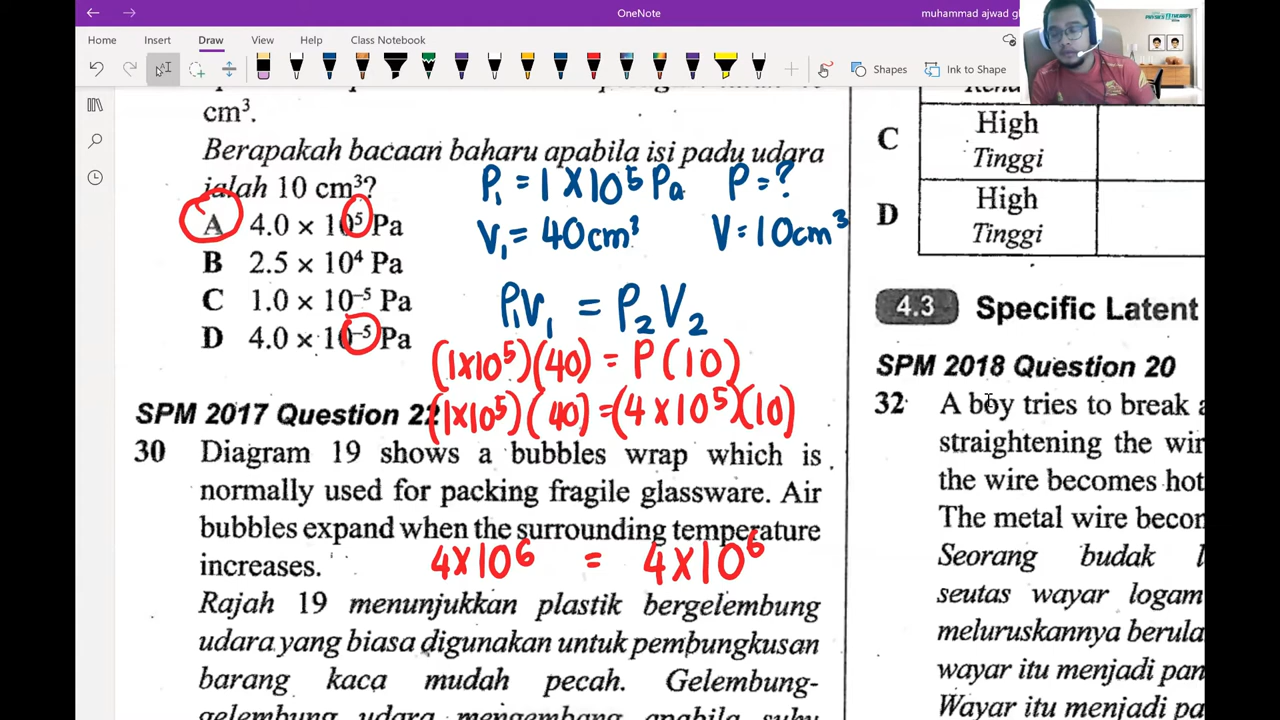 OneNote
muhammad ajwad
Home Insert Draw View Help Class Notebook
Shapes Ink to Shape
cm³.
Berapakah bacaan baharu apabila isi padu udara
ialah 10 cm³?
A 4.0 × 10⁵ Pa
B 2.5 × 10⁴ Pa
C 1.0 × 10⁻⁵ Pa
D 4.0 × 10⁻⁵ Pa
P₁ = 1 × 10⁵ Pa P = ?
V₁ = 40 cm³ V = 10 cm³
P₁V₁ = P₂V₂
(1×10⁵)(40) = P(10)
(1×10⁵)(40) = (4 × 10⁵)(10)
4×10⁶ = 4×10⁶
SPM 2017 Question 22
30 Diagram 19 shows a bubbles wrap which is
normally used for packing fragile glassware. Air
bubbles expand when the surrounding temperature
increases.
Rajah 19 menunjukkan plastik bergelembung
udara yang biasa digunakan untuk pembungkusan
barang kaca mudah pecah. Gelembung-
gelembung udara mengembang apabila suhu
C High
Tinggi
D High
Tinggi
4.3 Specific Latent
SPM 2018 Question 20
32 A boy tries to break a
straightening the wir
the wire becomes hot
The metal wire becon
Seorang budak l
seutas wayar logam
meluruskannya berula
wayar itu menjadi pan
Wayar itu menjadi pa